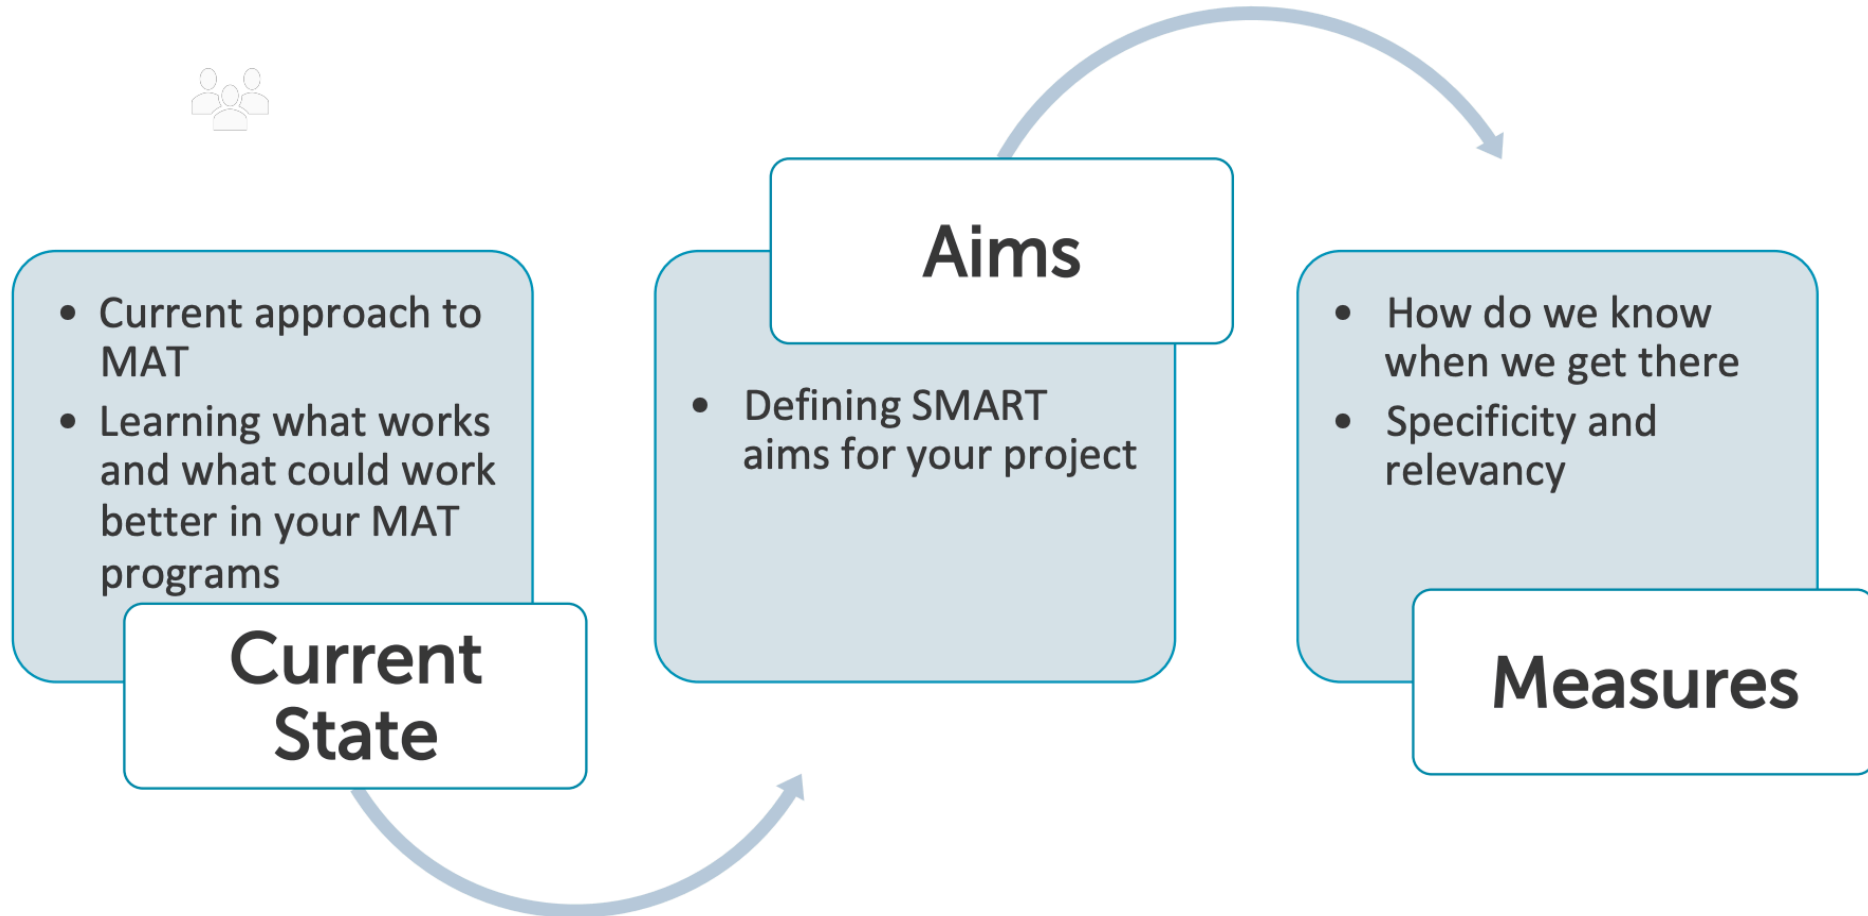 • Current approach to
MAT
• Learning what works
and what could work
better in your MAT
programs
Current
State
Aims
• Defining SMART
aims for your project
• How do we know
when we get there
• Specificity and
relevancy
Measures